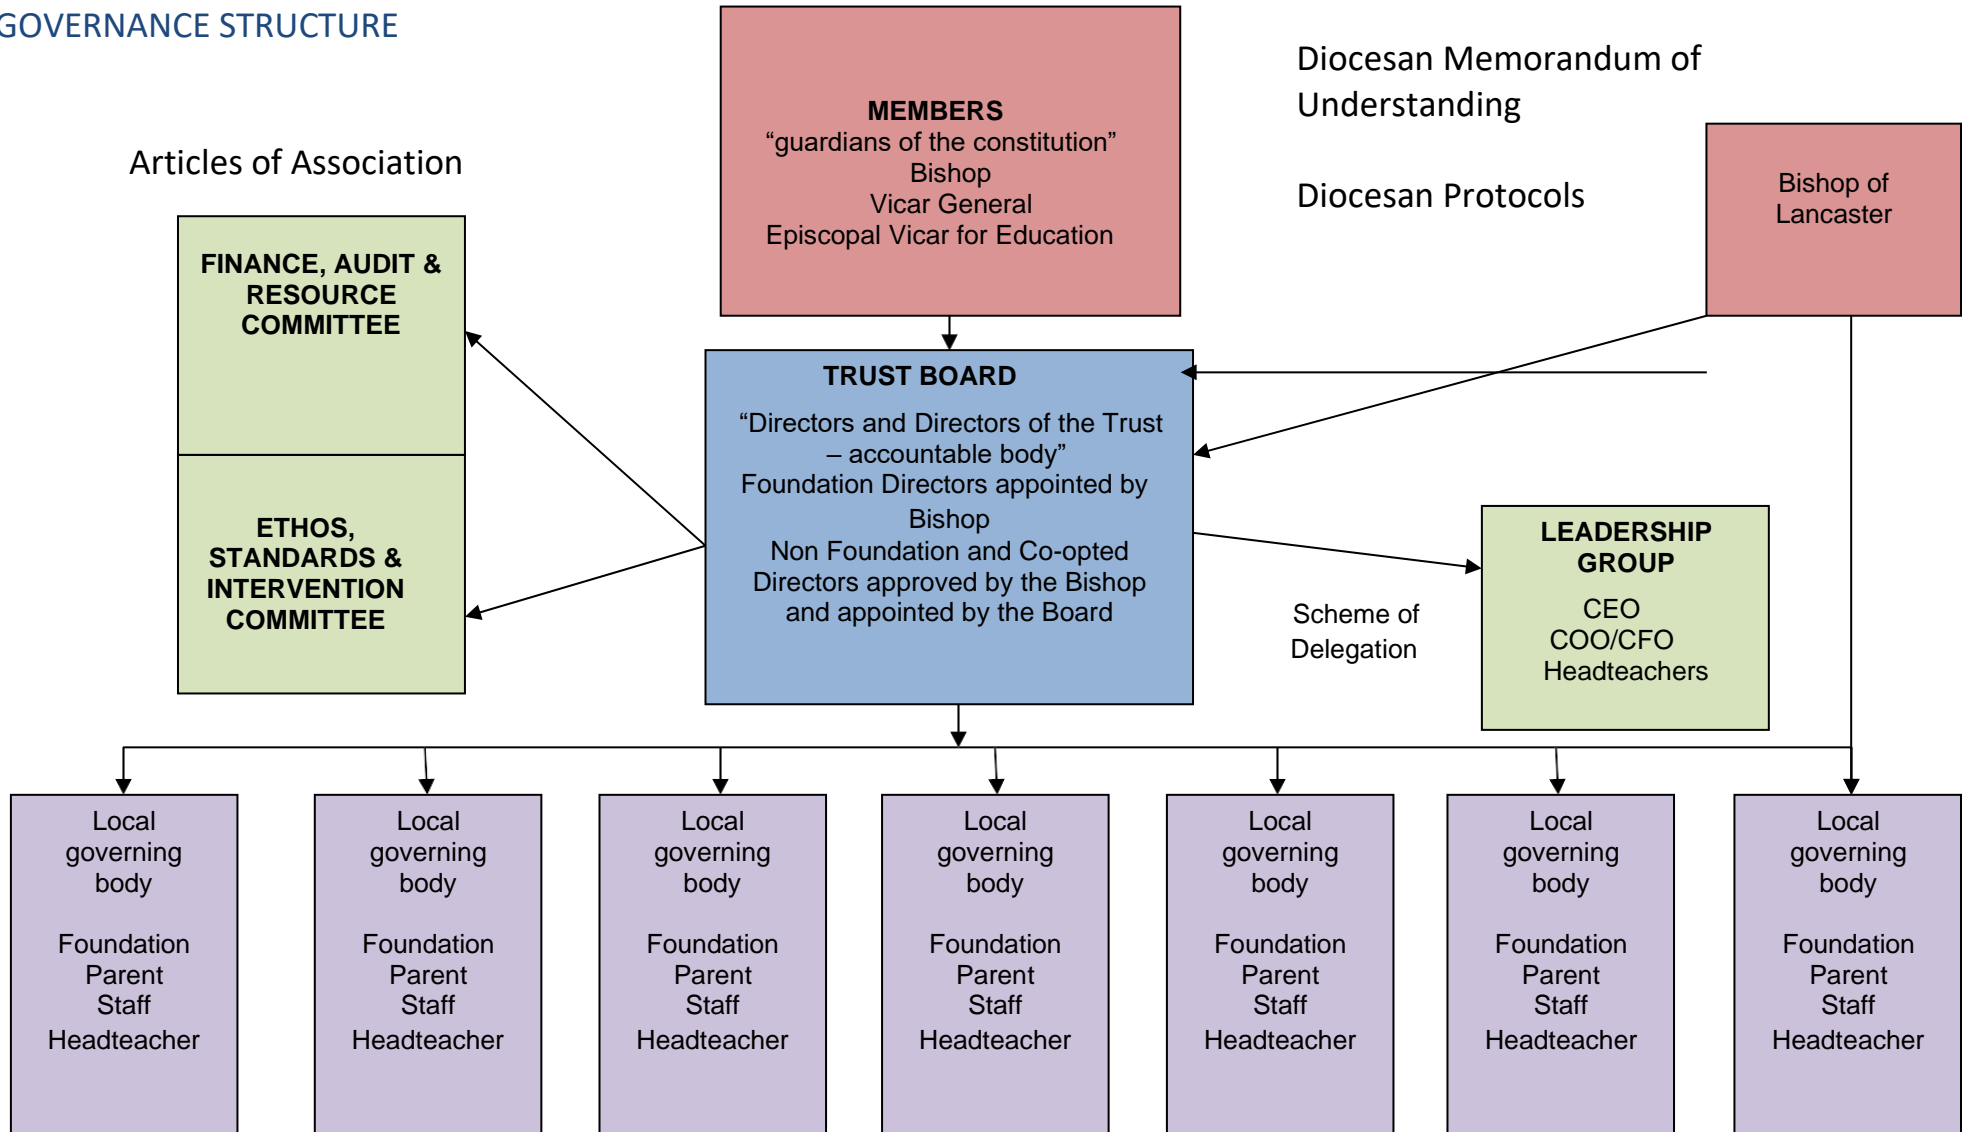 GOVERNANCE STRUCTURE
MEMBERS
“guardians of the constitution”
Bishop
Vicar General
Episcopal Vicar for Education
Diocesan Memorandum of
Understanding
Diocesan Protocols
Bishop of
Lancaster
Articles of Association
FINANCE, AUDIT &
RESOURCE
COMMITTEE
ETHOS,
STANDARDS &
INTERVENTION
COMMITTEE
TRUST BOARD
“Directors and Directors of the Trust
– accountable body”
Foundation Directors appointed by
Bishop
Non Foundation and Co-opted
Directors approved by the Bishop
and appointed by the Board
Scheme of
Delegation
LEADERSHIP
GROUP
CEO
COO/CFO
Headteachers
Local
governing
body
Foundation
Parent
Staff
Headteacher
Local
governing
body
Foundation
Parent
Staff
Headteacher
Local
governing
body
Foundation
Parent
Staff
Headteacher
Local
governing
body
Foundation
Parent
Staff
Headteacher
Local
governing
body
Foundation
Parent
Staff
Headteacher
Local
governing
body
Foundation
Parent
Staff
Headteacher
Local
governing
body
Foundation
Parent
Staff
Headteacher